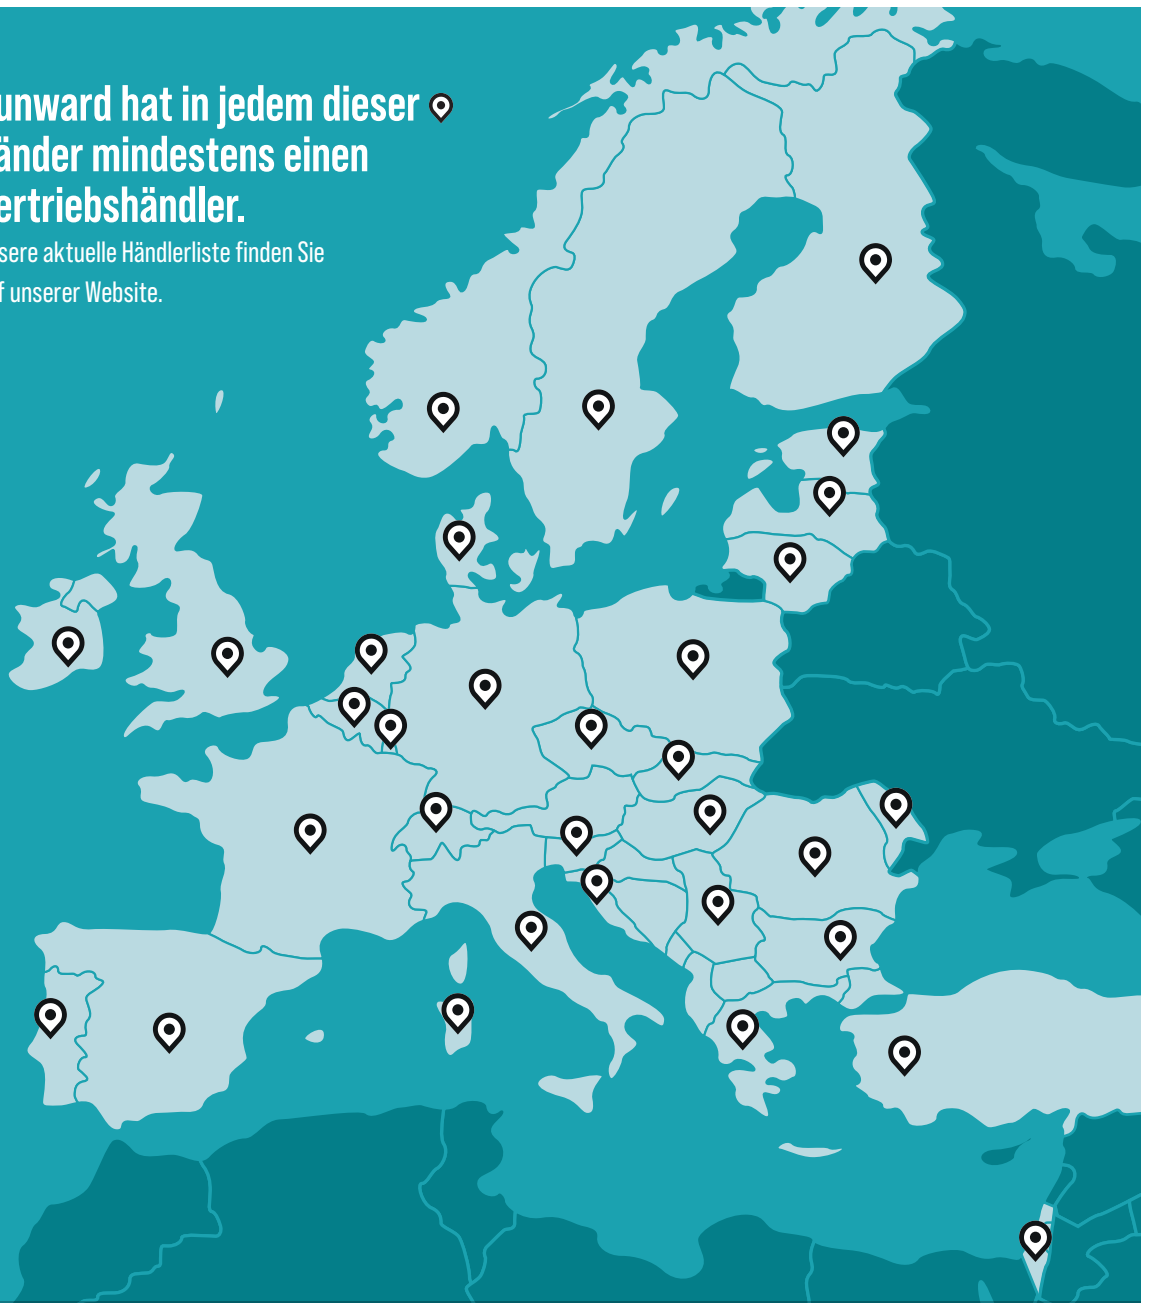 unward hat in jedem dieser
änder mindestens einen
ertriebshändler.
sere aktuelle Händlerliste finden Sie
f unserer Website.